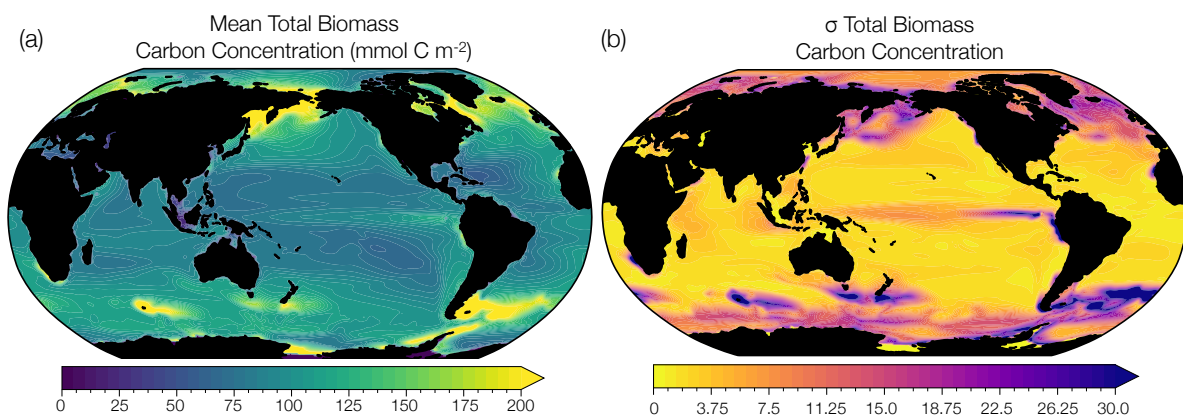 (a)
Mean Total Biomass
Carbon Concentration (mmol C m-2)
(b)
σ Total Biomass
Carbon Concentration
0 25 50 75 100 125 150 175 200
0 3.75 7.5 11.25 15.00 18.75 22.5 26.25 30.0